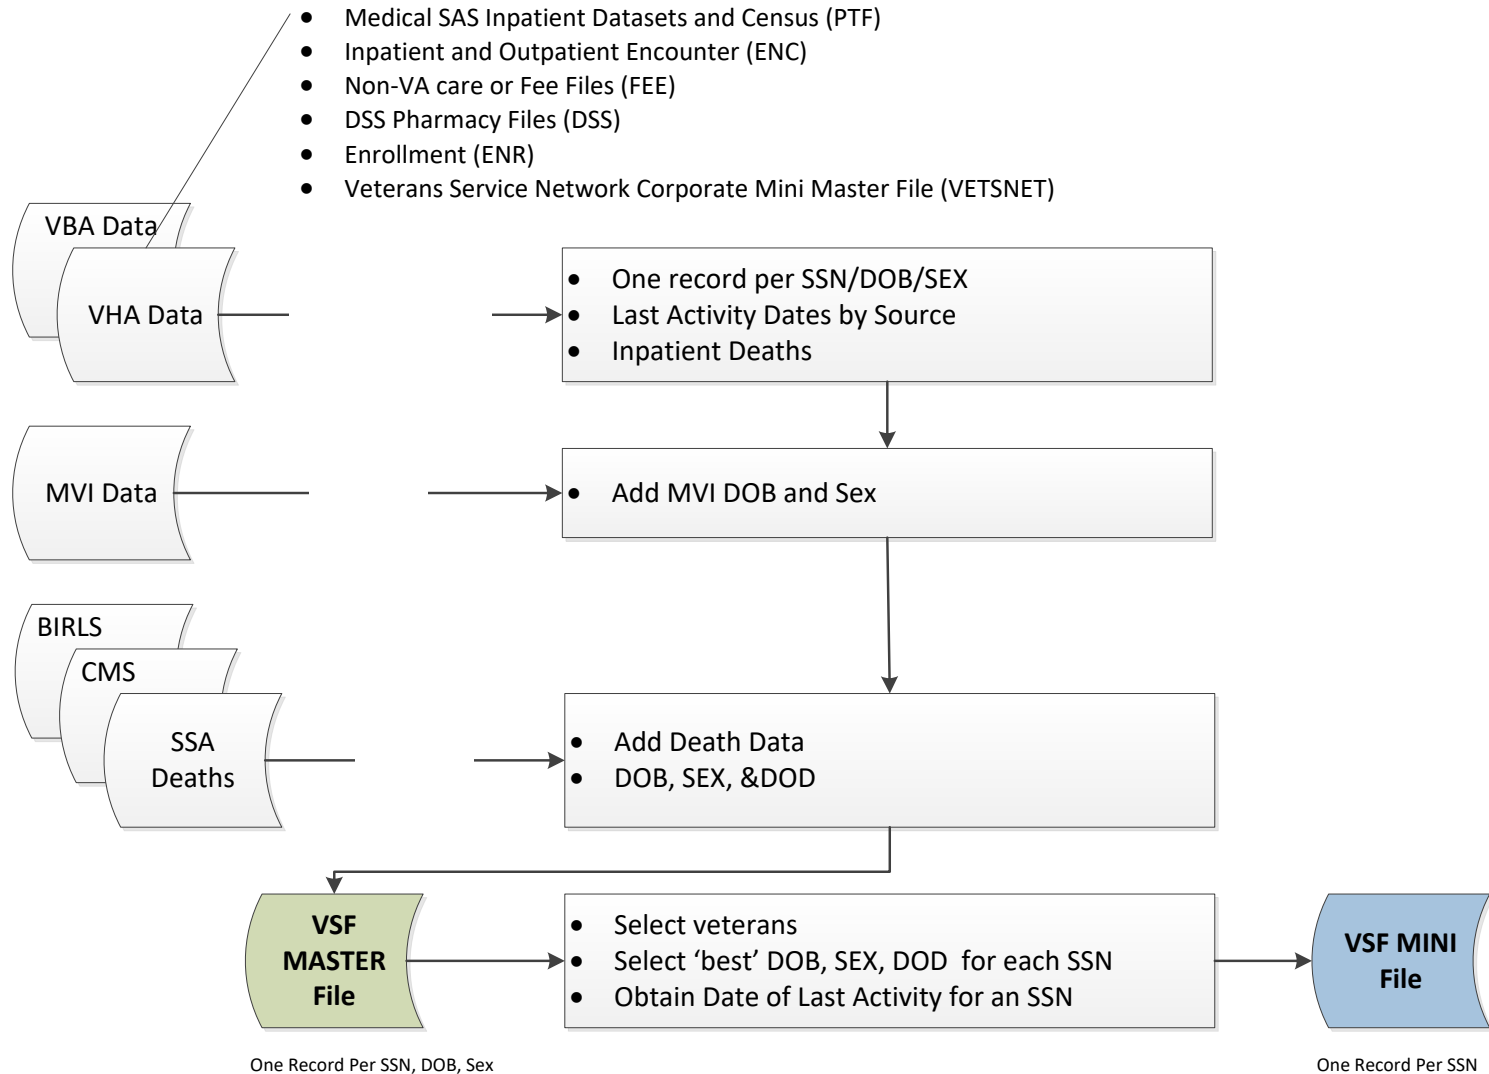 • Medical SAS Inpatient Datasets and Census (PTF)
• Inpatient and Outpatient Encounter (ENC)
• Non-VA care or Fee Files (FEE)
• DSS Pharmacy Files (DSS)
• Enrollment (ENR)
• Veterans Service Network Corporate Mini Master File (VETSNET)
VBA Data
VHA Data
• One record per SSN/DOB/SEX
• Last Activity Dates by Source
• Inpatient Deaths
MVI Data
• Add MVI DOB and Sex
BIRLS
CMS
SSA
Deaths
• Add Death Data
• DOB, SEX, &DOD
VSF
MASTER
File
• Select veterans
• Select ‘best’ DOB, SEX, DOD for each SSN
• Obtain Date of Last Activity for an SSN
VSF MINI
File
One Record Per SSN, DOB, Sex
One Record Per SSN